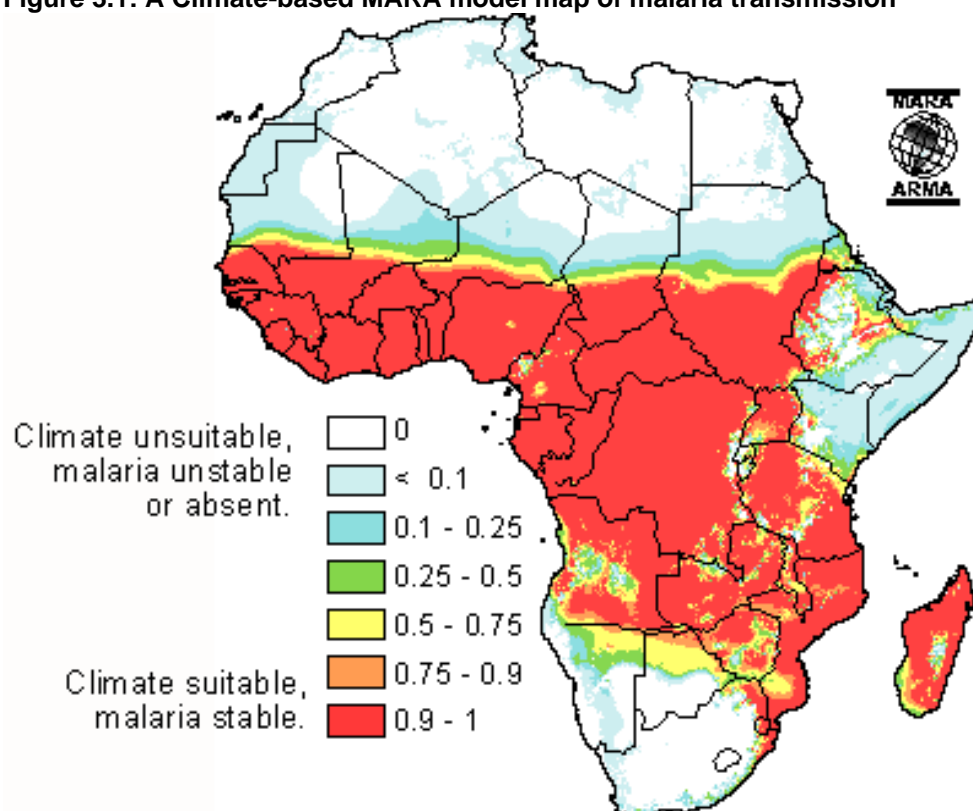 Figure 3.1: A Climate-based MARA model map of malaria transmission
MARA
ARMA
Climate unsuitable,
malaria unstable
or absent.
0
< 0.1
0.1 - 0.25
0.25 - 0.5
0.5 - 0.75
0.75 - 0.9
0.9 - 1
Climate suitable,
malaria stable.